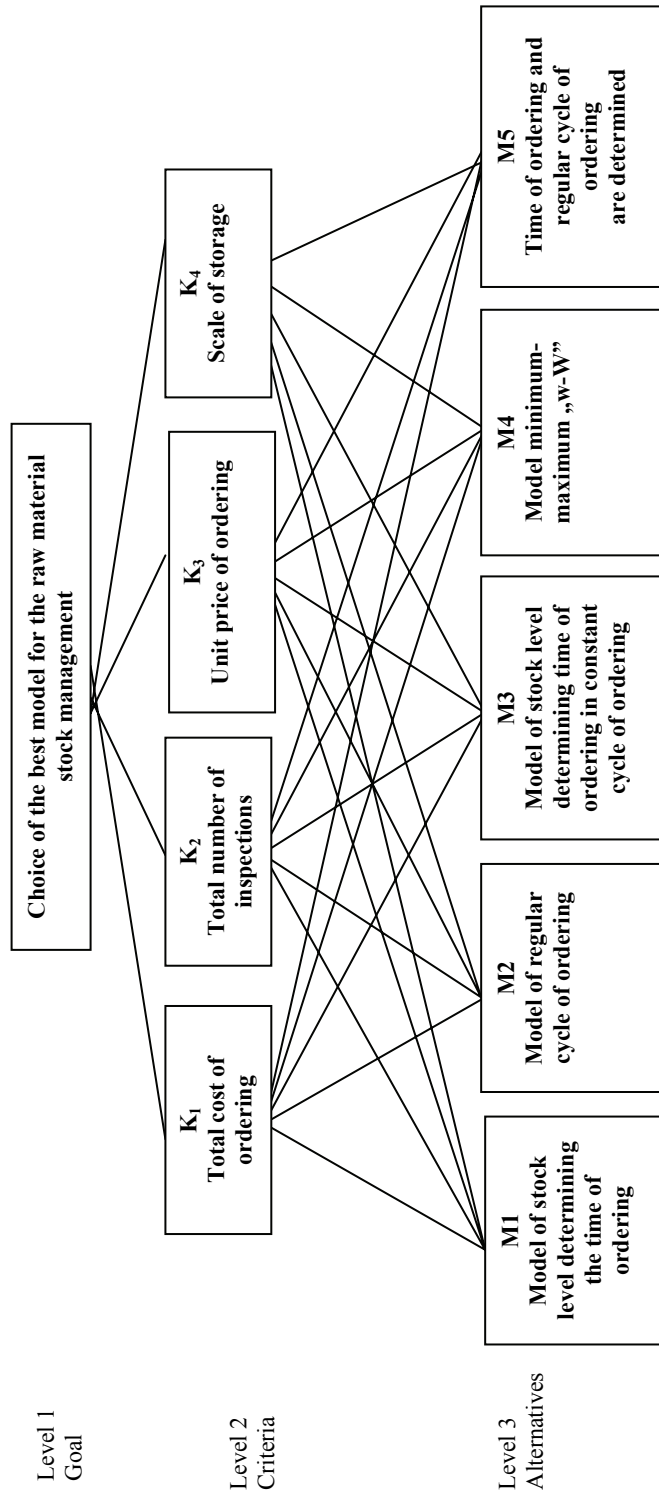 Level 1
Goal
Choice of the best model for the raw material
stock management
Level 2
Criteria
K₁
Total cost of
ordering
K₂
Total number of
inspections
K₃
Unit price of ordering
K₄
Scale of storage
Level 3
Alternatives
M1
Model of stock
level determining
the time of
ordering
M2
Model of regular
cycle of ordering
M3
Model of stock level
determining time of
ordering in constant
cycle of ordering
M4
Model minimum-
maximum „w-W”
M5
Time of ordering and
regular cycle of
ordering
are determined